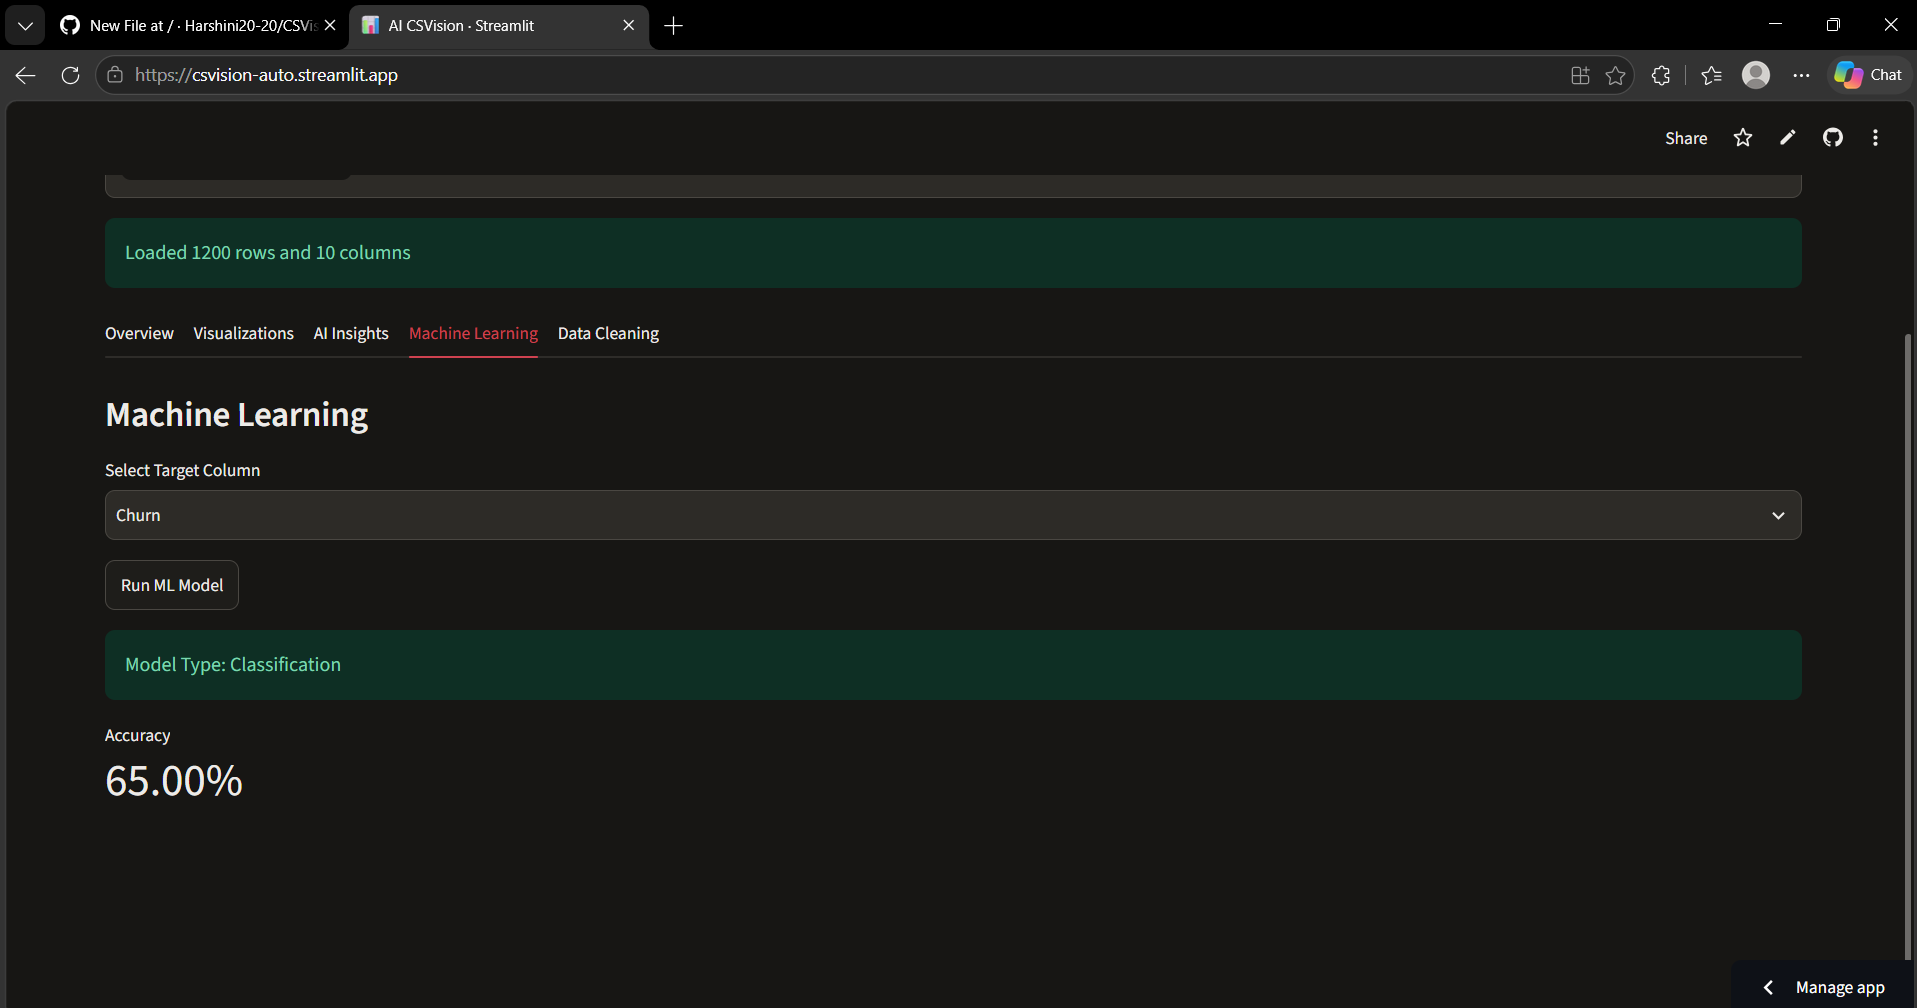 New File at / · Harshini20-20/CSVis
AI CSVision · Streamlit
https://csvision-auto.streamlit.app
Chat
Share
Loaded 1200 rows and 10 columns
Overview Visualizations AI Insights Machine Learning Data Cleaning
Machine Learning
Select Target Column
Churn
Run ML Model
Model Type: Classification
Accuracy
65.00%
Manage app